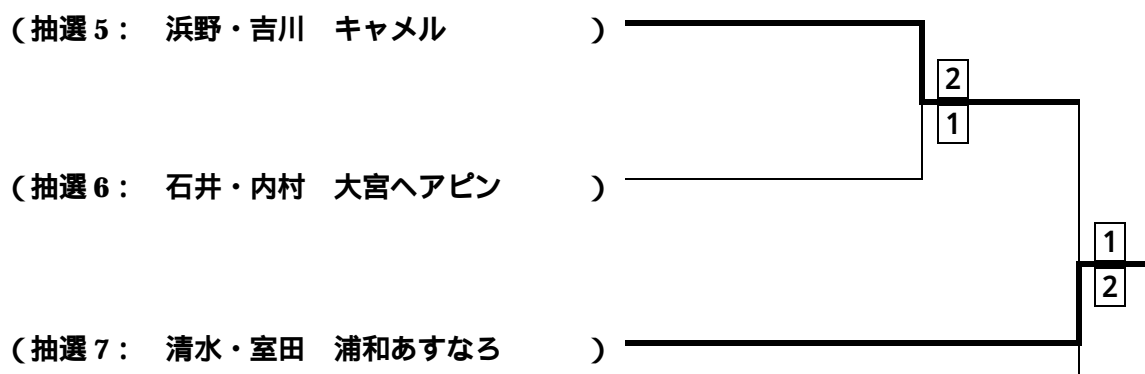 (抽選5： 浜野・吉川 キャメル )
2
1
(抽選6： 石井・内村 大宮ヘアピン )
1
2
(抽選7： 清水・室田 浦和あすなろ )